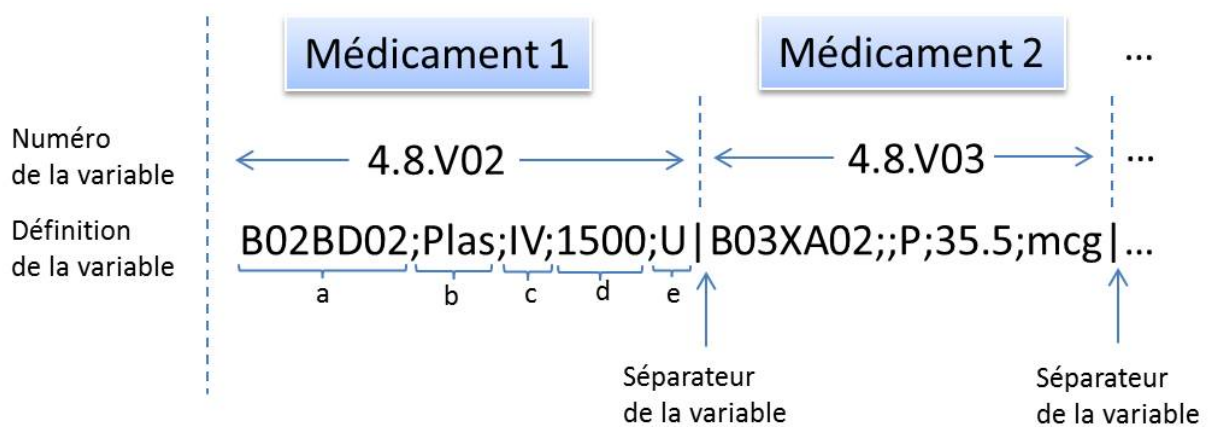 Médicament 1 Médicament 2 ...
Numéro
de la variable
4.8.V02 4.8.V03 ...
Définition
de la variable
B02BD02;Plas;IV;1500;U|B03XA02;;P;35.5;mcg|...
a b c d e
Séparateur
de la variable
Séparateur
de la variable